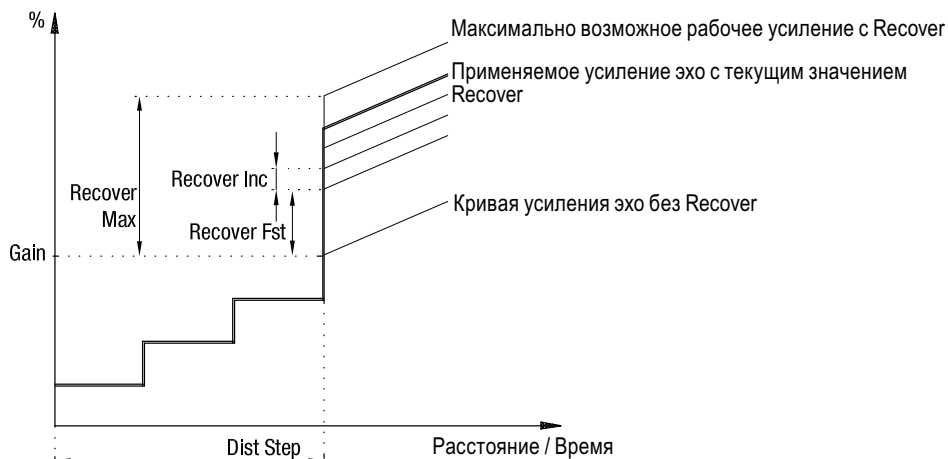 %
Максимально возможное рабочее усиление с Recover
Применяемое усиление эхо с текущим значением
Recover
Recover Inc
Recover
Max
Кривая усиления эхо без Recover
Recover Fst
Gain
Dist Step
Расстояние / Время